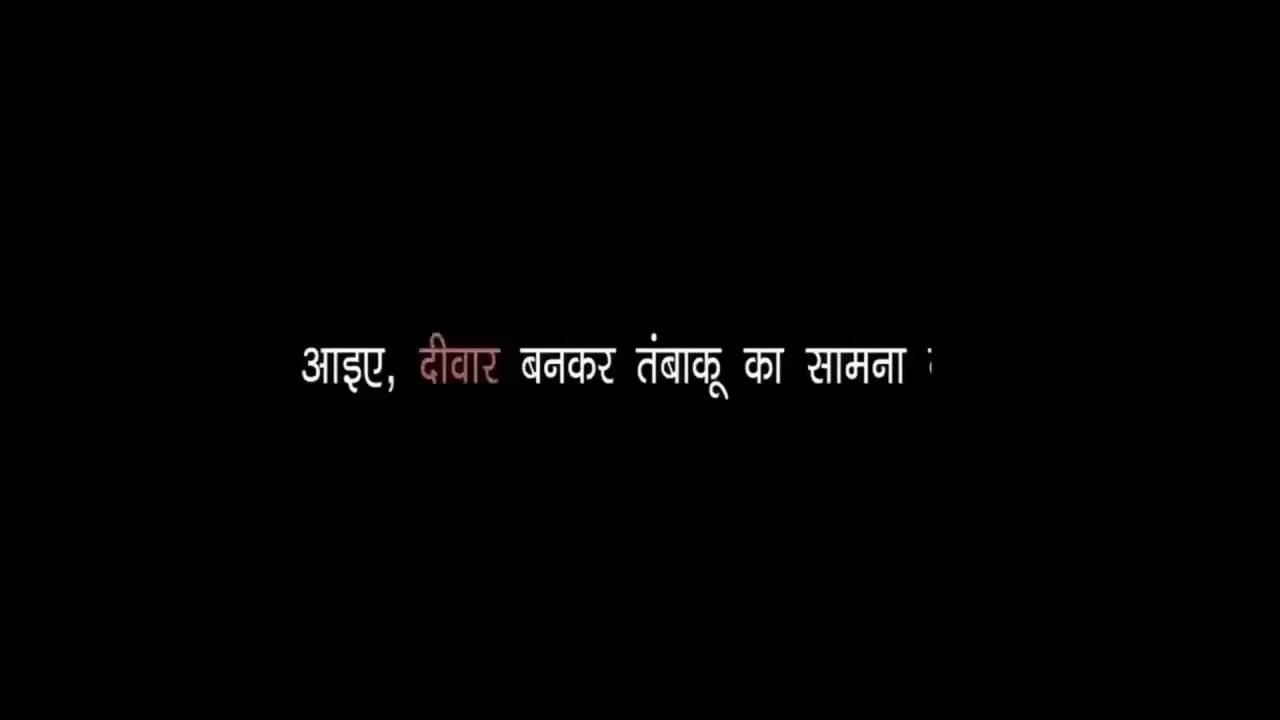 आइए, दीवार बनकर तंबाकू का सामना